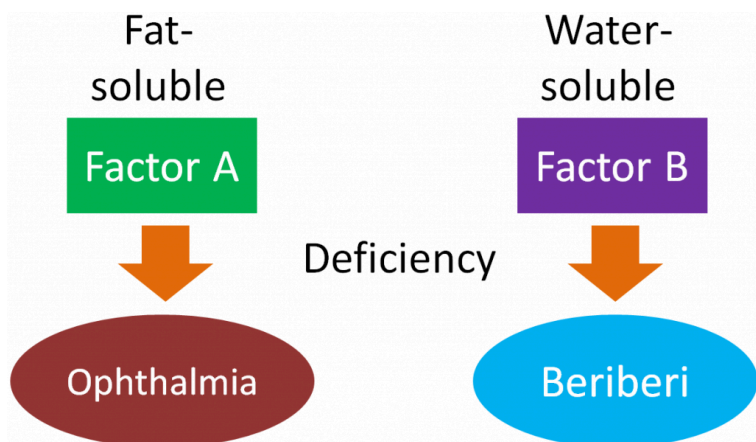 Fat-
soluble
Factor A
Water-
soluble
Factor B
Deficiency
Ophthalmia
Beriberi